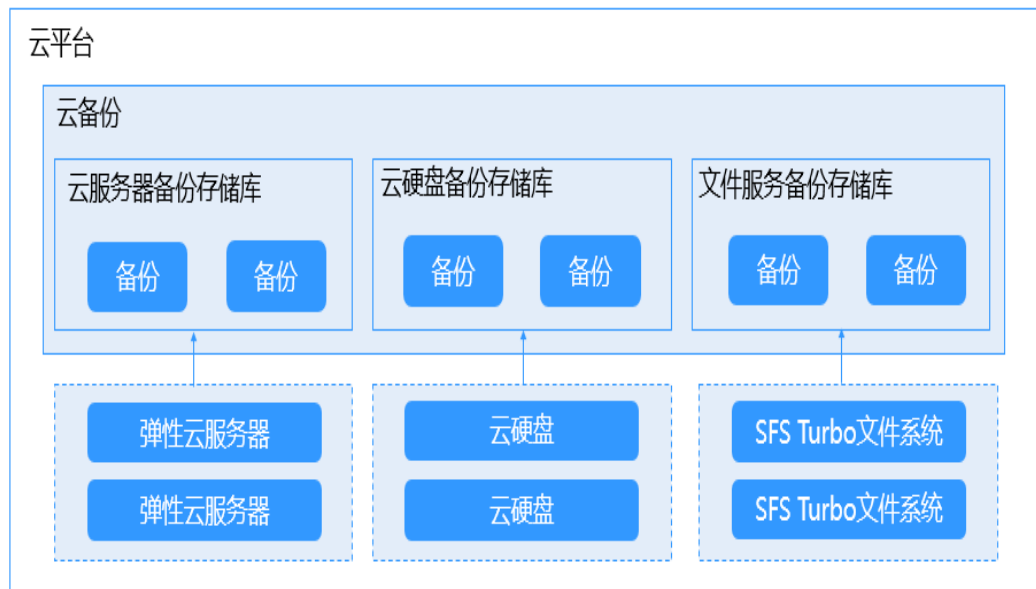 云平台
云备份
云服务器备份存储库
云硬盘备份存储库
文件服务备份存储库
备份
备份
备份
备份
备份
备份
弹性云服务器
云硬盘
SFS Turbo文件系统
弹性云服务器
云硬盘
SFS Turbo文件系统